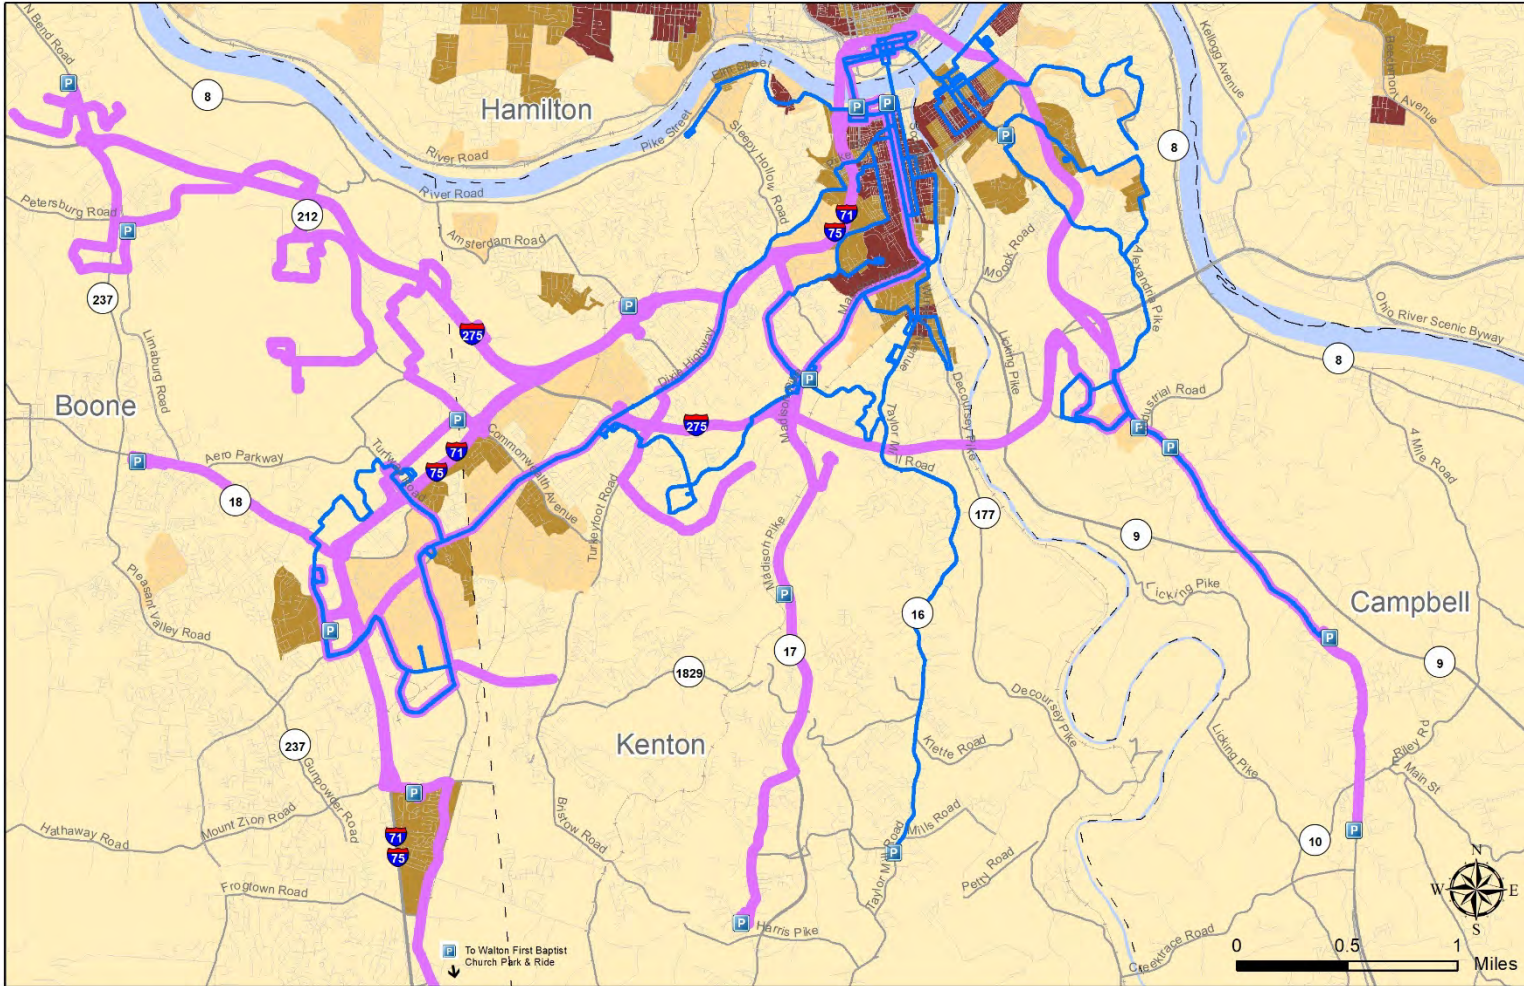 N Bend Road
8
Hamilton
River Road
River Road
Elm Street
Pike Street
Sleepy Hollow Road
Kellogg Avenue
Beechmont Avenue
8
Petersburg Road
212
Amsterdam Road
71
75
Moock Road
Alexandria Pike
237
Limaburg Road
275
Dixie Highway
Licking Pike
Ohio River Scenic Byway
8
Boone
Industrial Road
275
Decoursey Pike
Aero Parkway
71
75
Commonwealth Avenue
4 Mile Road
18
Turkeyfoot Road
177
9
Madison Pike
Licking Pike
Pleasant Valley Road
16
Campbell
17
9
1829
Decoursey Pike
237
Kenton
Klette Road
Licking Pike
Riley Rd
E Main St
Gunpowder Road
Mount Zion Road
Hathaway Road
Bristow Road
Mills Road
Taylor Mill Road
10
71
75
Petty Road
Frogtown Road
Harris Pike
Creektrace Road
To Walton First Baptist
Church Park & Ride
N
W E
S
0 0.5 1
Miles